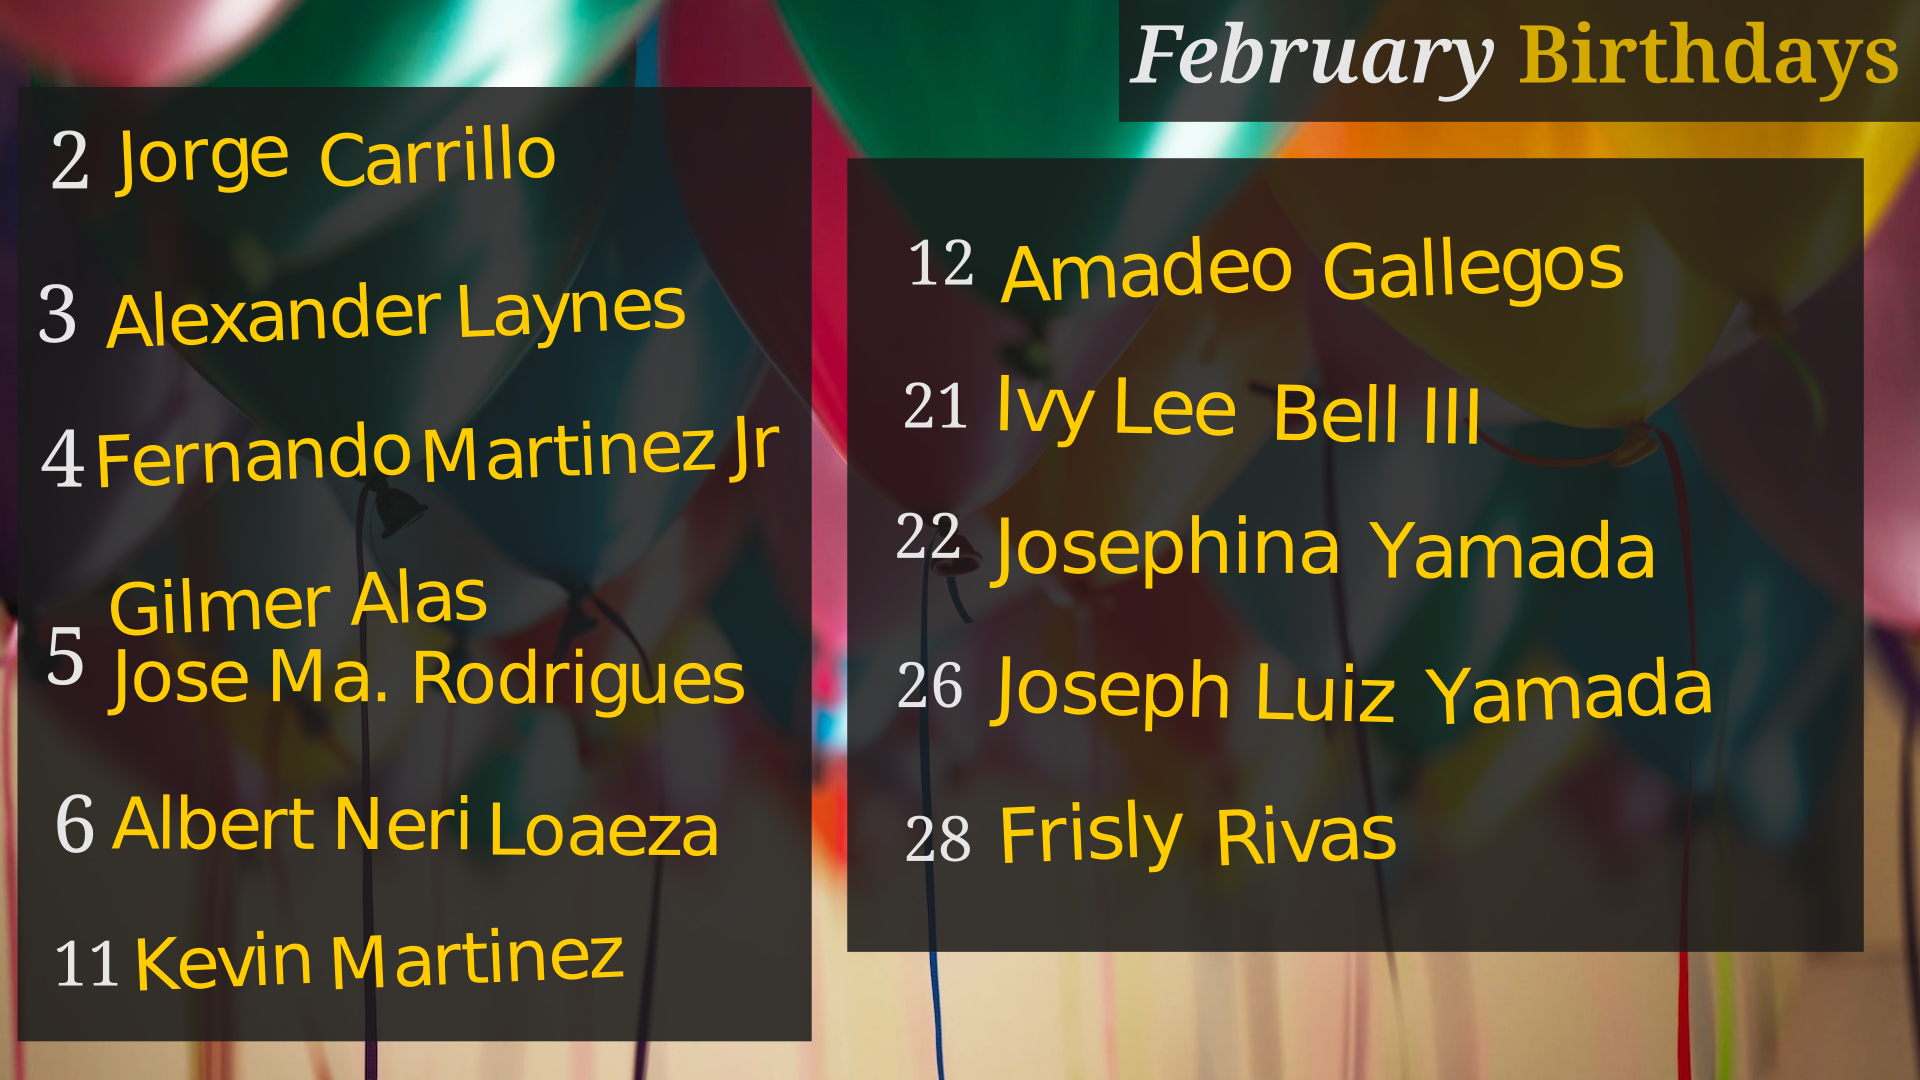 February Birthdays
2 Jorge Carrillo
3 Alexander Laynes
4 Fernando Martinez Jr
5 Gilmer Alas
Jose Ma. Rodrigues
6 Albert Neri Loaeza
11 Kevin Martinez
12 Amadeo Gallegos
21 Ivy Lee Bell III
22 Josephina Yamada
26 Joseph Luiz Yamada
28 Frisly Rivas